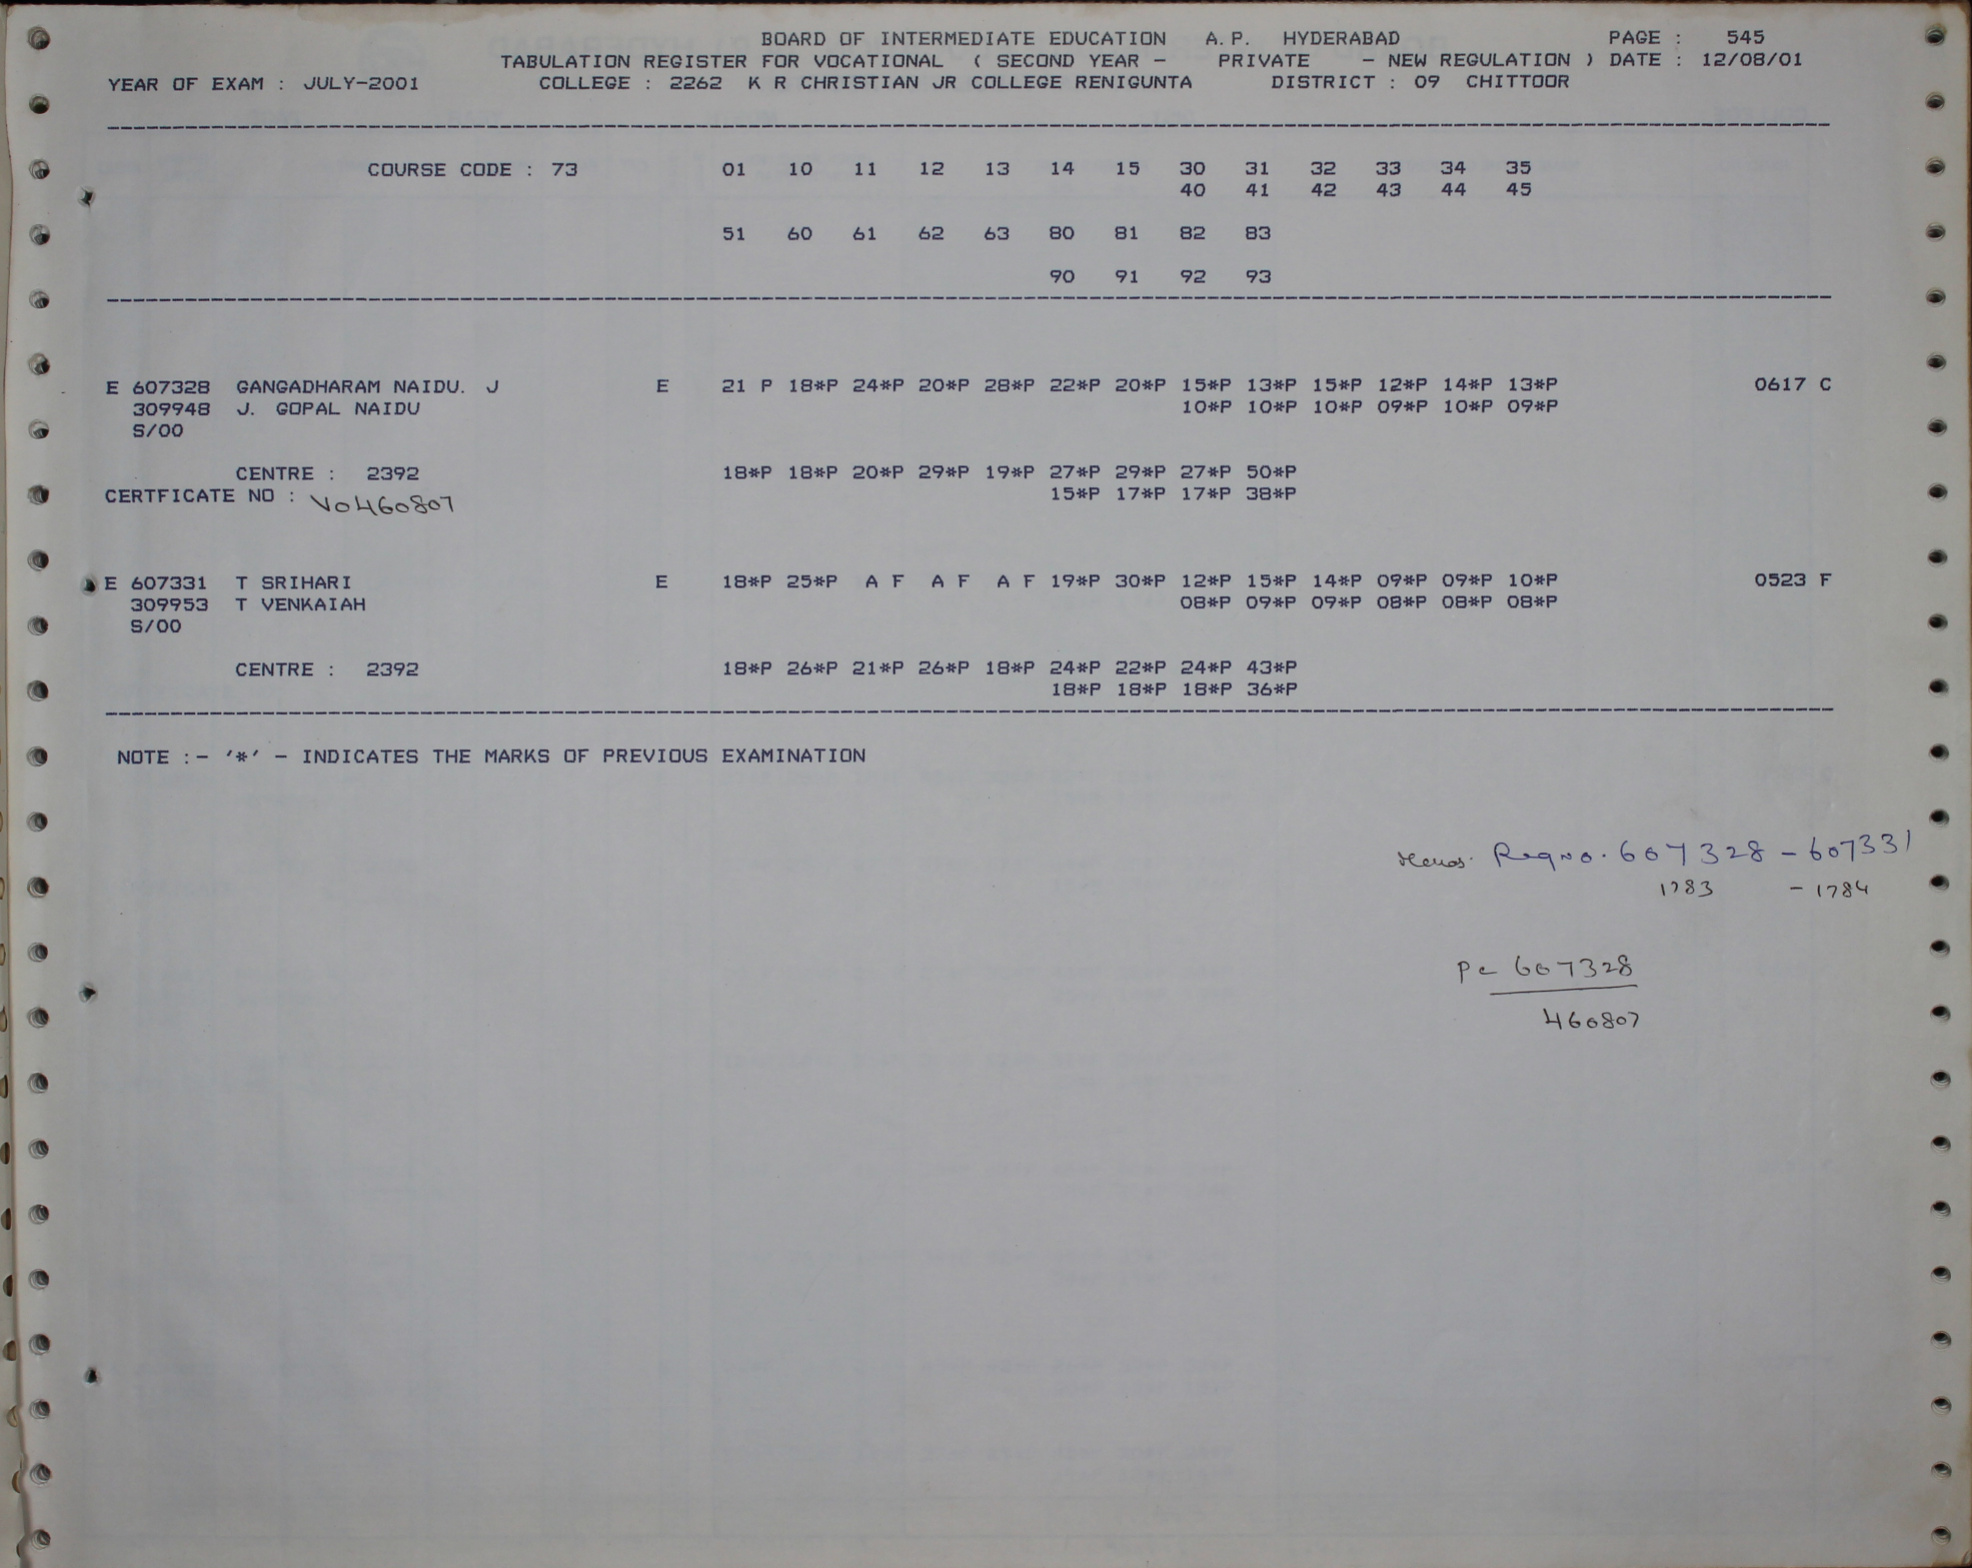 BOARD OF INTERMEDIATE EDUCATION A.P. HYDERABAD PAGE : 545
TABULATION REGISTER FOR VOCATIONAL ( SECOND YEAR - PRIVATE - NEW REGULATION ) DATE : 12/08/01
YEAR OF EXAM : JULY-2001 COLLEGE : 2262 K R CHRISTIAN JR COLLEGE RENIGUNTA DISTRICT : 09 CHITTOOR
COURSE CODE : 73 01 10 11 12 13 14 15 30 31 32 33 34 35
40 41 42 43 44 45
51 60 61 62 63 80 81 82 83
90 91 92 93
E 607328 GANGADHARAM NAIDU. J E 21 P 18*P 24*P 20*P 28*P 22*P 20*P 15*P 13*P 15*P 12*P 14*P 13*P 0617 C
309948 J. GOPAL NAIDU 10*P 10*P 10*P 09*P 10*P 09*P
S/00
CENTRE : 2392 18*P 18*P 20*P 29*P 19*P 27*P 29*P 27*P 50*P
CERTFICATE NO : V0460807 15*P 17*P 17*P 38*P
E 607331 T SRIHARI E 18*P 25*P A F A F A F 19*P 30*P 12*P 15*P 14*P 09*P 09*P 10*P 0523 F
309953 T VENKAIAH 08*P 09*P 09*P 08*P 08*P 08*P
S/00
CENTRE : 2392 18*P 26*P 21*P 26*P 18*P 24*P 22*P 24*P 43*P
18*P 18*P 18*P 36*P
NOTE :- '*' - INDICATES THE MARKS OF PREVIOUS EXAMINATION
Regno. 607328 - 607331
1783 - 1784
Pc 607328
460807